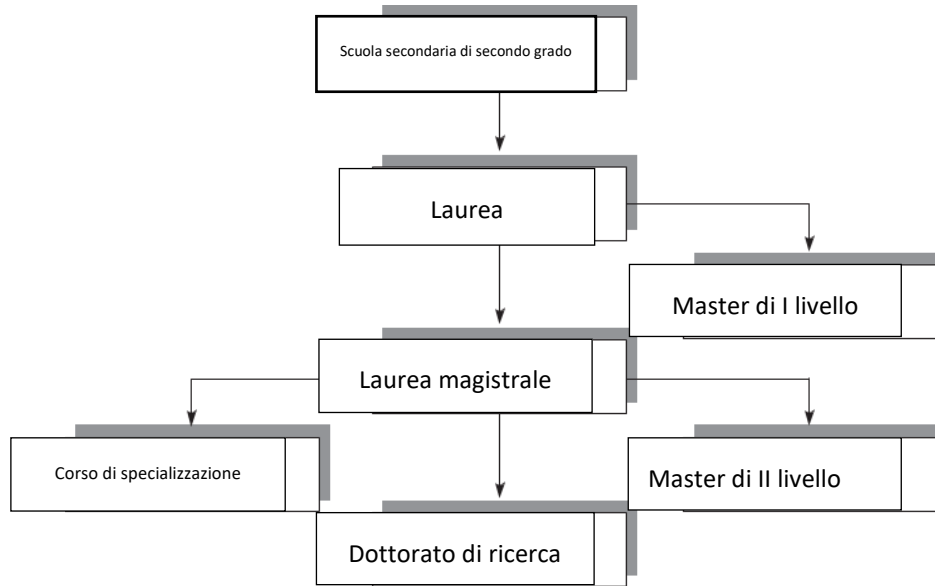 Scuola secondaria di secondo grado
Laurea
Master di I livello
Laurea magistrale
Corso di specializzazione
Master di II livello
Dottorato di ricerca